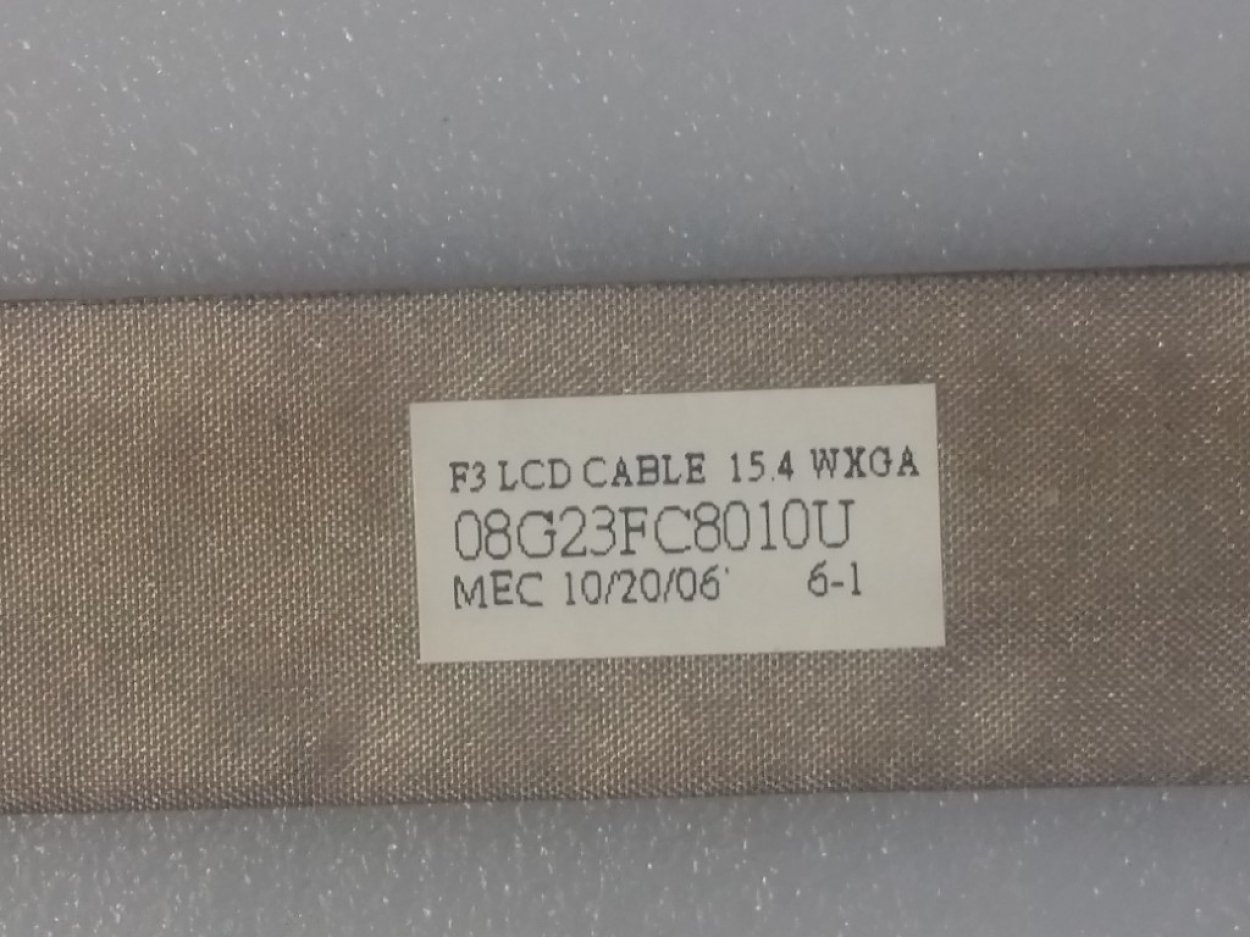 F3 LCD CABLE 15.4 WXGA
08G23FC8010U
MEC 10/20/06' 6-1